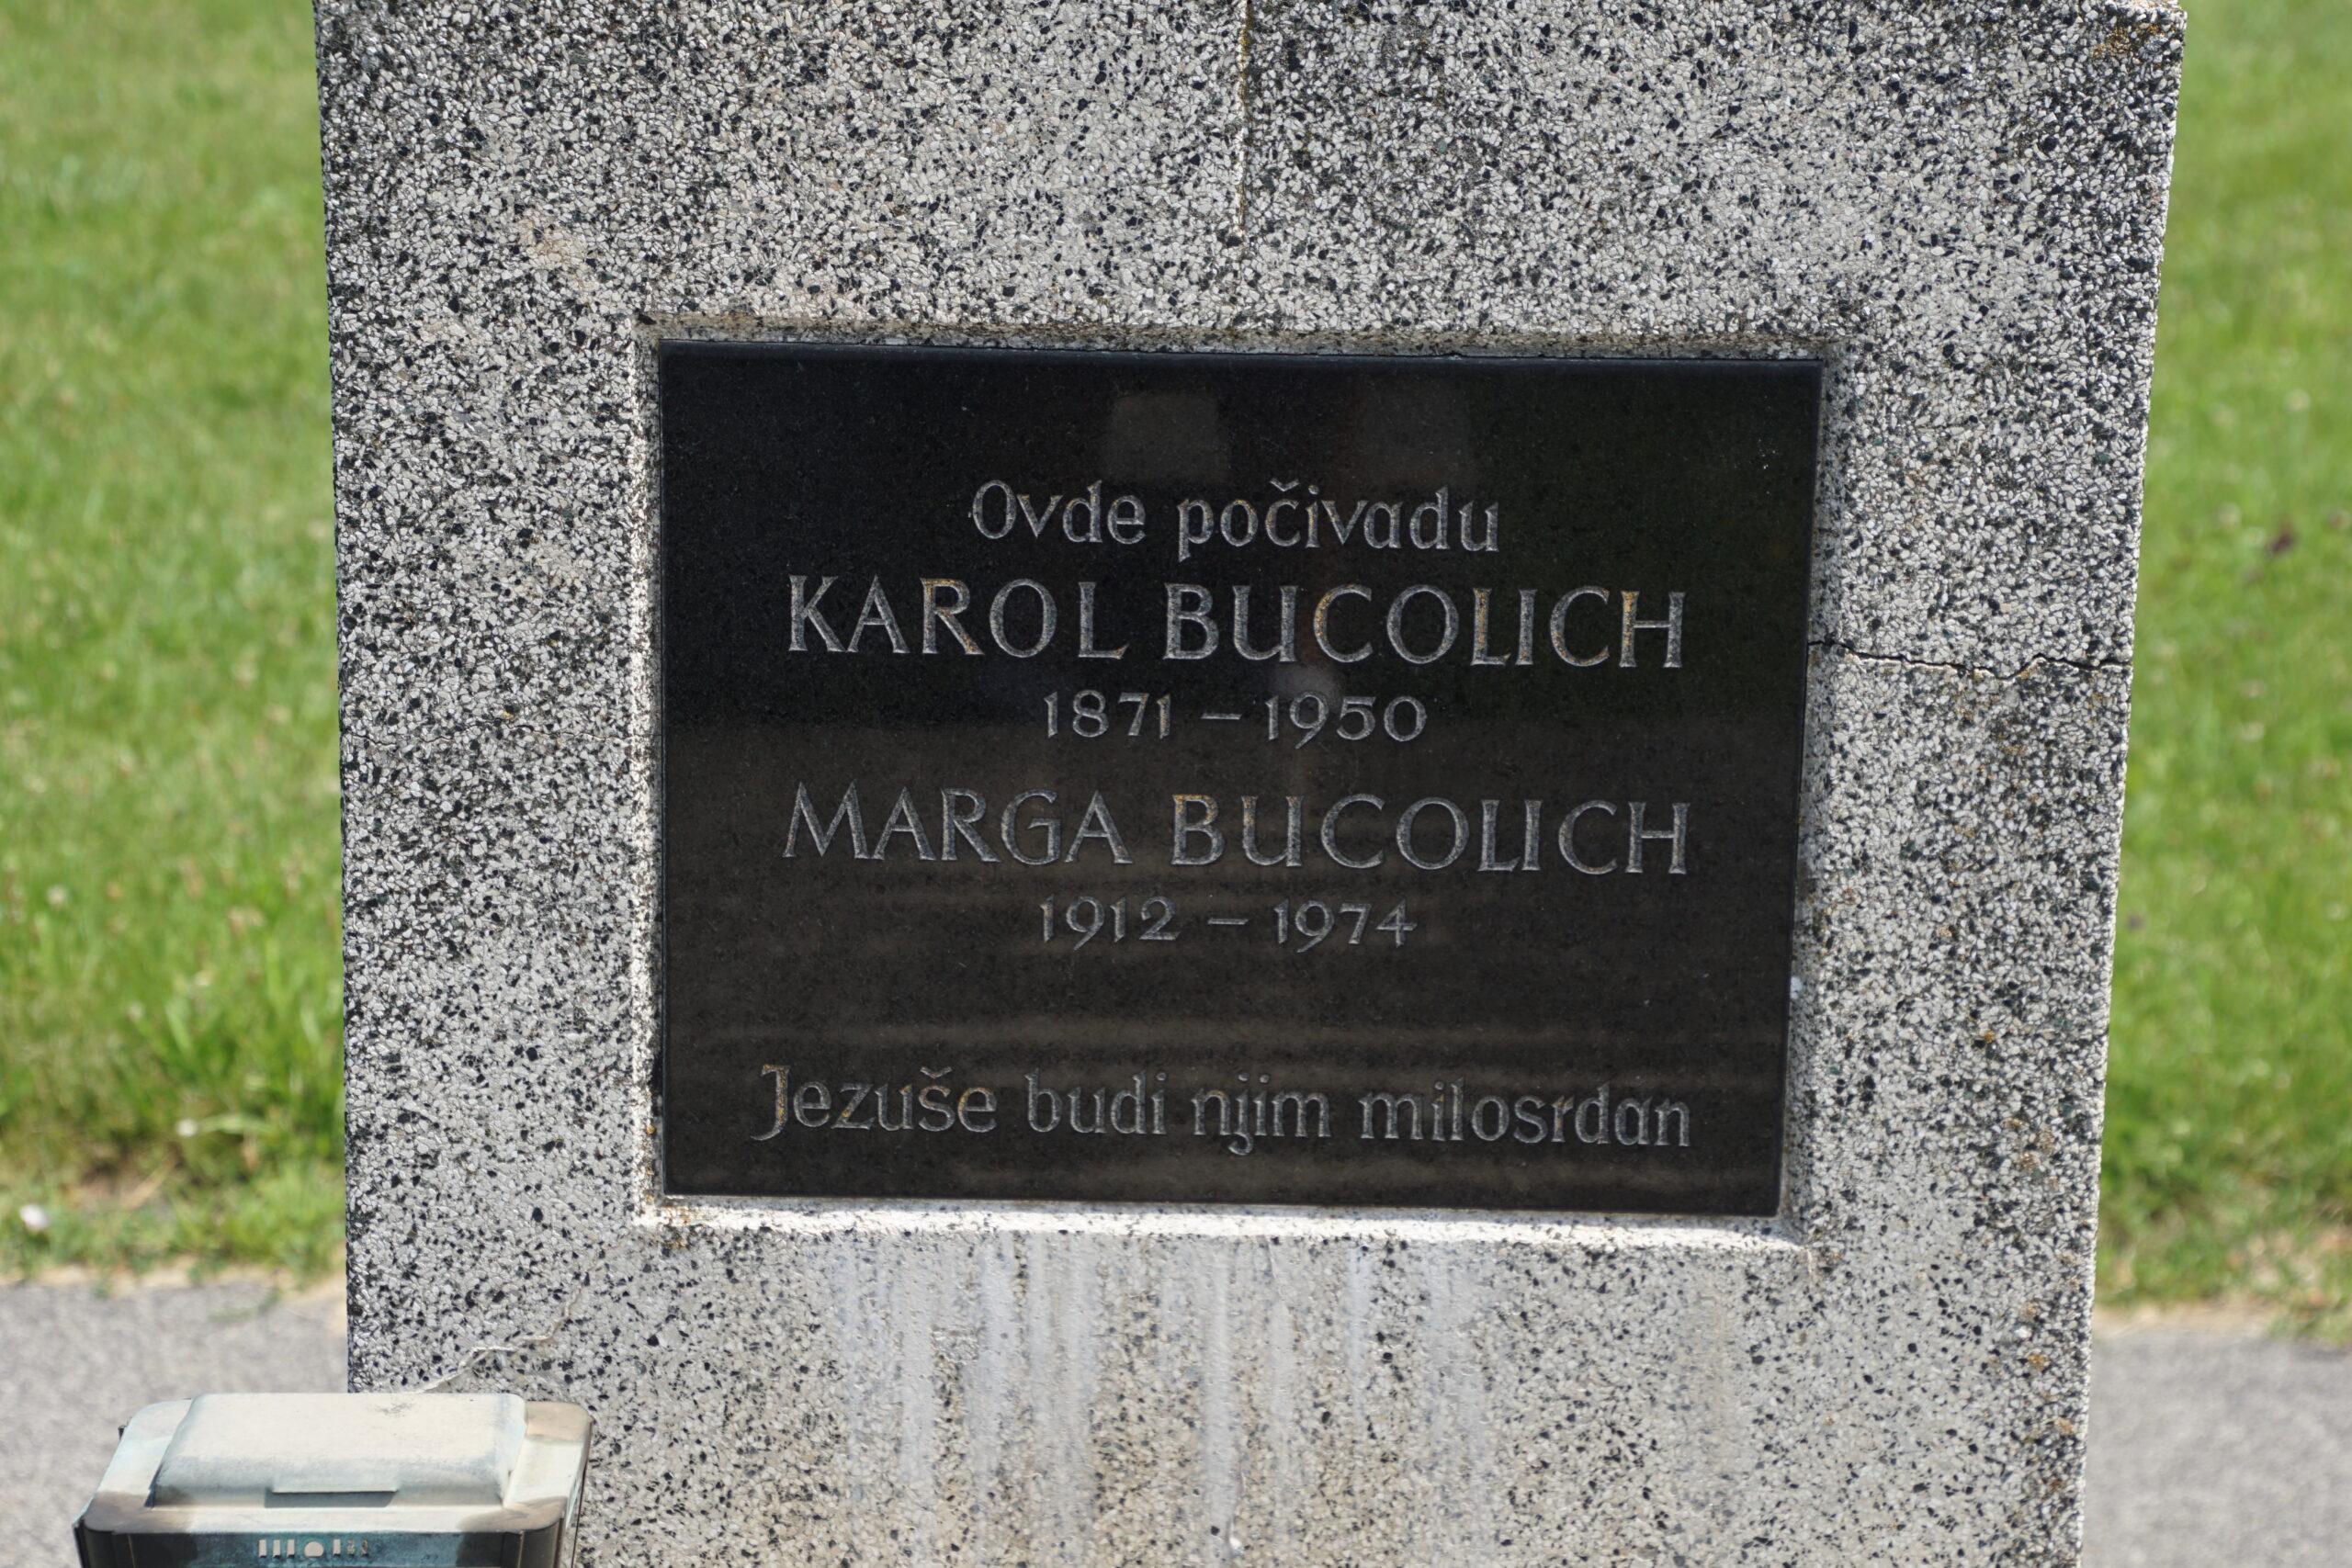 Ovde počivadu
KAROL BUCOLICH
1871 – 1950
MARGA BUCOLICH
1912 – 1974
Jezuše budi njim milosrdan